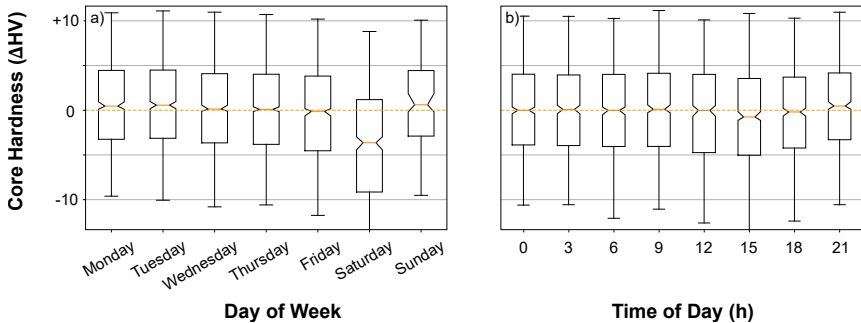 Core Hardness (ΔHV)
+10
0
-10
a)
Monday
Tuesday
Wednesday
Thursday
Friday
Saturday
Sunday
Day of Week
b)
0 3 6 9 12 15 18 21
Time of Day (h)